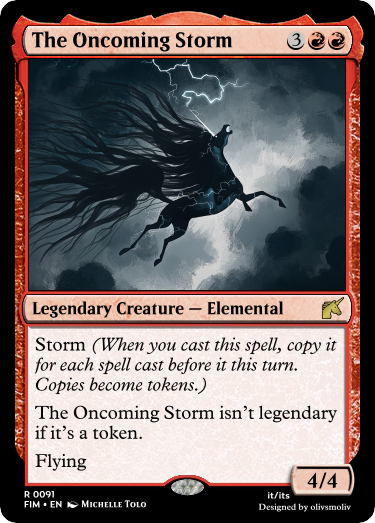 The Oncoming Storm 3
Legendary Creature — Elemental
Storm (When you cast this spell, copy it
for each spell cast before it this turn.
Copies become tokens.)
The Oncoming Storm isn't legendary
if it's a token.
Flying
4/4
R 0091
FIM • EN Michelle Tolo
it/its
Designed by olivsmoliv